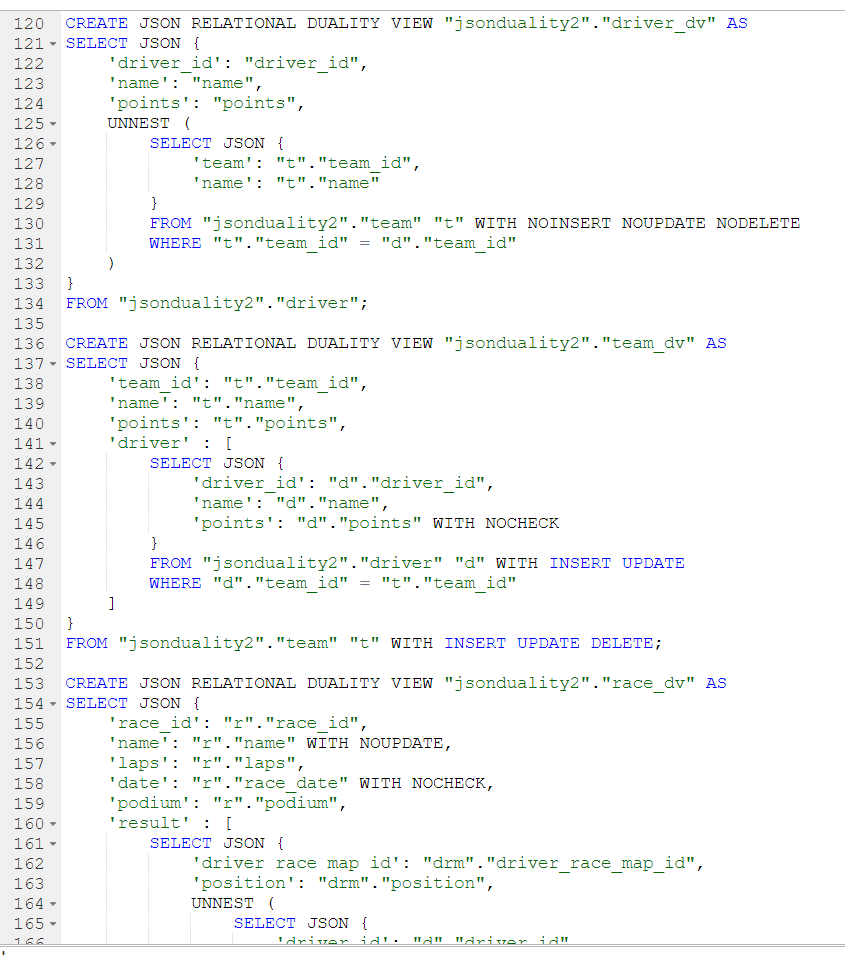 120 CREATE JSON RELATIONAL DUALITY VIEW "jsonduality2"."driver_dv" AS
121 SELECT JSON {
122     'driver_id': "driver_id",
123     'name': "name",
124     'points': "points",
125     UNNEST (
126         SELECT JSON {
127             'team': "t"."team_id",
128             'name': "t"."name"
129         }
130         FROM "jsonduality2"."team" "t" WITH NOINSERT NOUPDATE NODELETE
131         WHERE "t"."team_id" = "d"."team_id"
132     )
133 }
134 FROM "jsonduality2"."driver";
135
136 CREATE JSON RELATIONAL DUALITY VIEW "jsonduality2"."team_dv" AS
137 SELECT JSON {
138     'team_id': "t"."team_id",
139     'name': "t"."name",
140     'points': "t"."points",
141     'driver' : [
142         SELECT JSON {
143             'driver_id': "d"."driver_id",
144             'name': "d"."name",
145             'points': "d"."points" WITH NOCHECK
146         }
147         FROM "jsonduality2"."driver" "d" WITH INSERT UPDATE
148         WHERE "d"."team_id" = "t"."team_id"
149     ]
150 }
151 FROM "jsonduality2"."team" "t" WITH INSERT UPDATE DELETE;
152
153 CREATE JSON RELATIONAL DUALITY VIEW "jsonduality2"."race_dv" AS
154 SELECT JSON {
155     'race_id': "r"."race_id",
156     'name': "r"."name" WITH NOUPDATE,
157     'laps': "r"."laps",
158     'date': "r"."race_date" WITH NOCHECK,
159     'podium': "r"."podium",
160     'result' : [
161         SELECT JSON {
162             'driver race map id': "drm"."driver_race_map_id",
163             'position': "drm"."position",
164             UNNEST (
165                 SELECT JSON {
166                     'driver id': "d"."driver id"